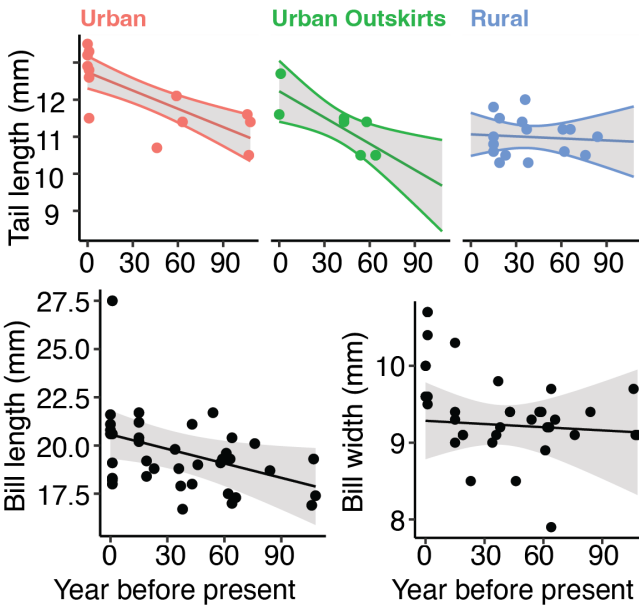 Urban Urban Outskirts Rural
Tail length (mm)
12
11
10
9
0 30 60 90 0 30 60 90 0 30 60 90
Bill length (mm)
27.5
25.0
22.5
20.0
17.5
0 30 60 90
Year before present
Bill width (mm)
10
9
8
0 30 60 90
Year before present